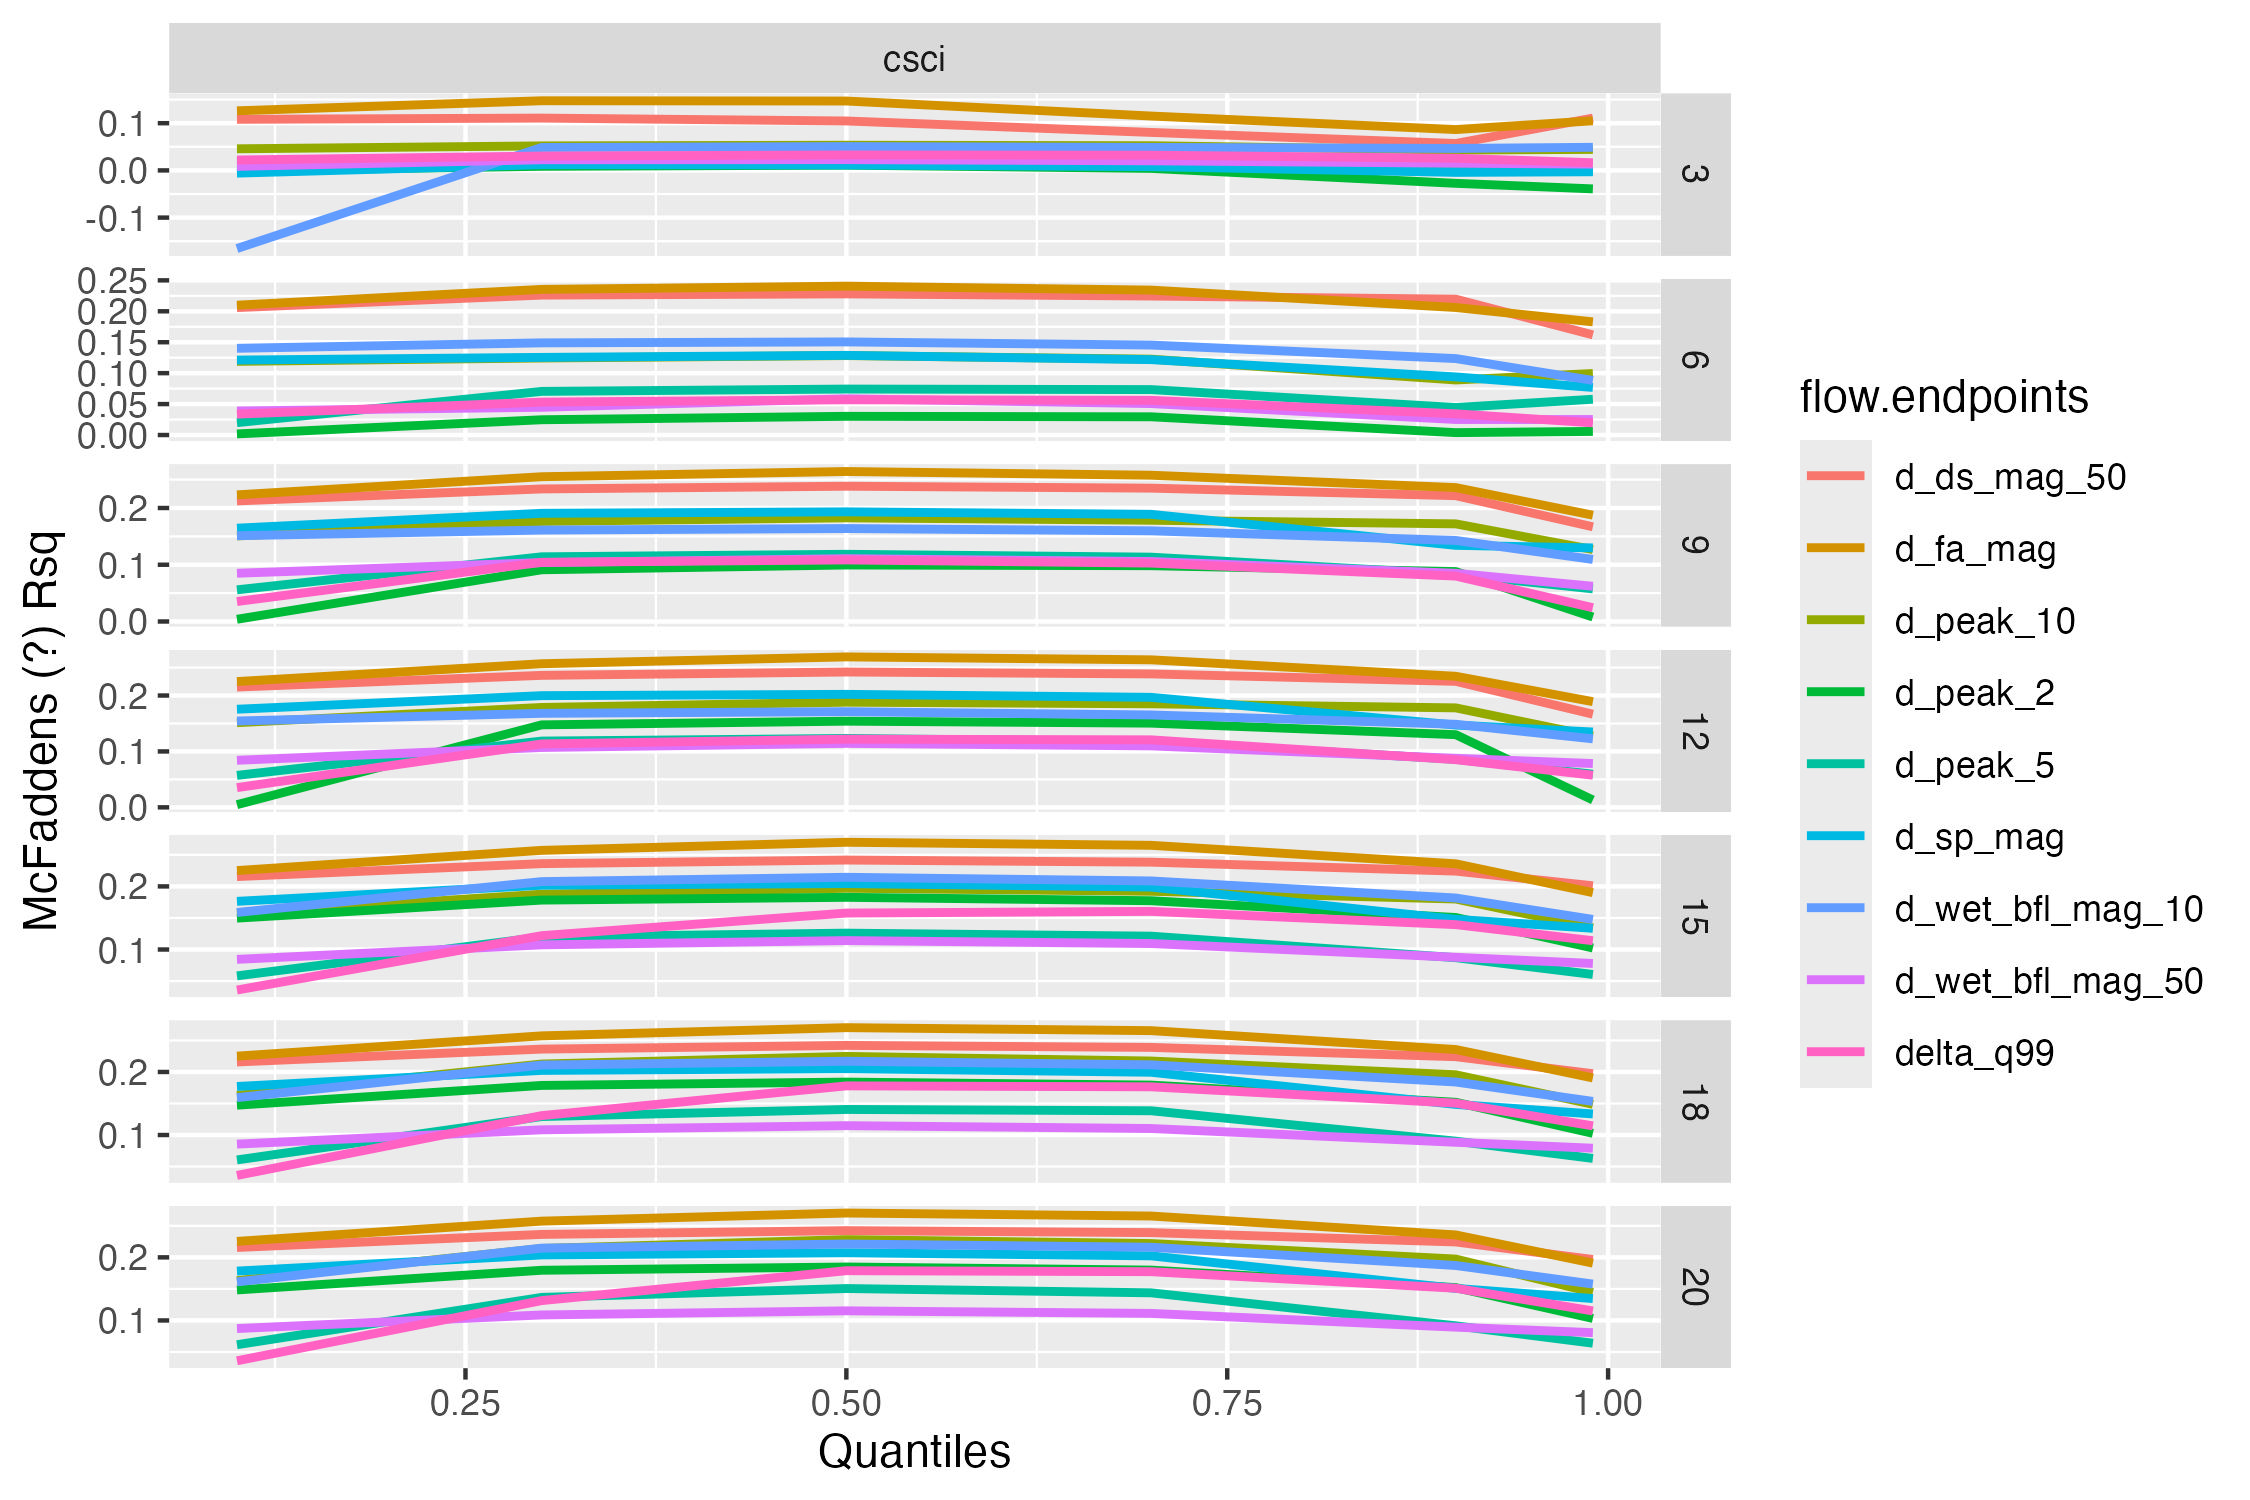 csci
0.1
0.0
-0.1
3
0.25
0.20
0.15
0.10
0.05
0.00
6
0.2
0.1
0.0
9
0.2
0.1
0.0
12
0.2
0.1
15
0.2
0.1
18
0.2
0.1
20
0.25
0.50
0.75
1.00
Quantiles
McFaddens (?) Rsq
flow.endpoints
d_ds_mag_50
d_fa_mag
d_peak_10
d_peak_2
d_peak_5
d_sp_mag
d_wet_bfl_mag_10
d_wet_bfl_mag_50
delta_q99